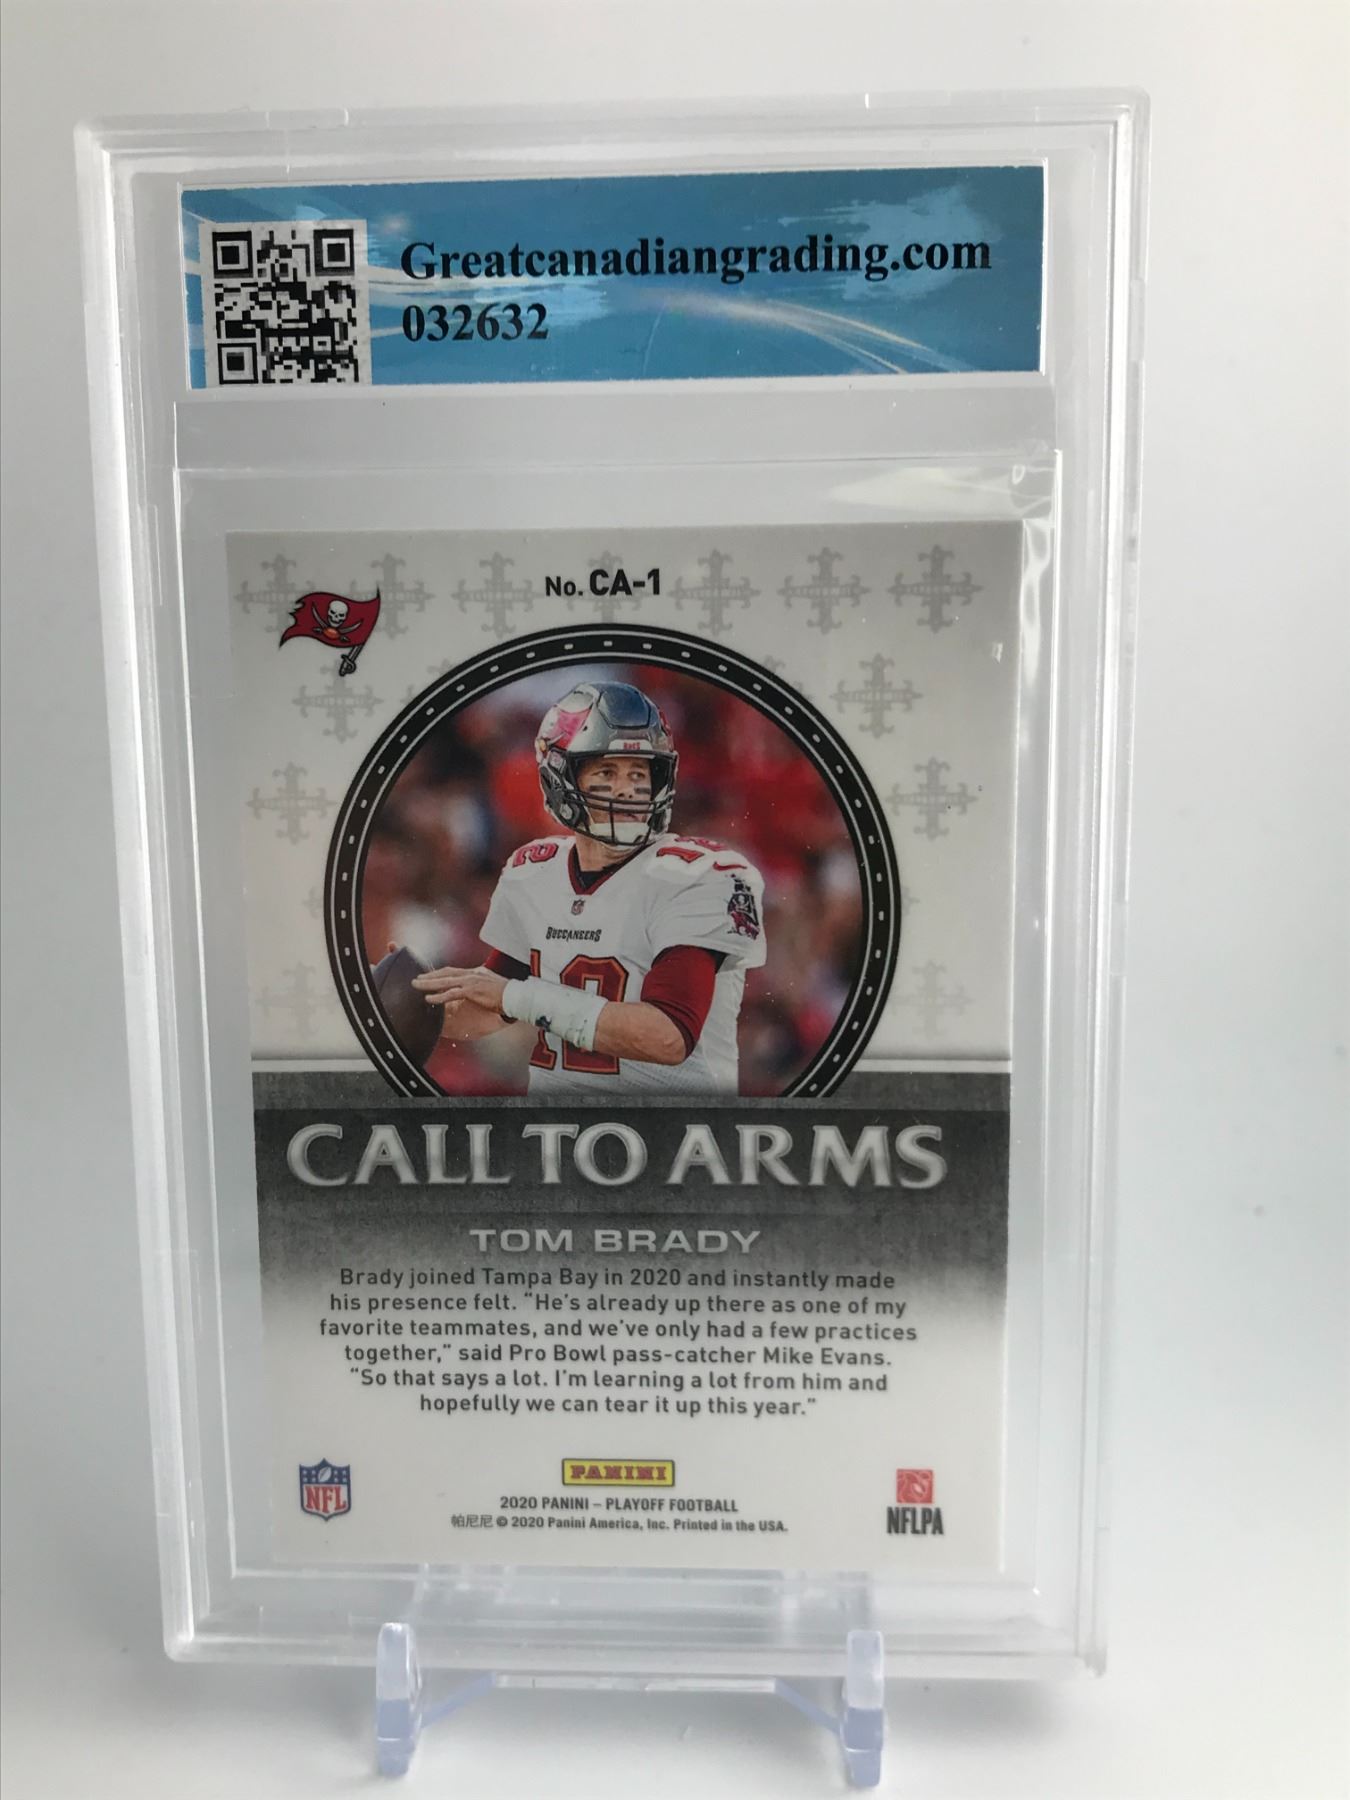 Greatcanadiangrading.com
032632
No. CA-1
BUCS
12 12
BUCCANEERS
12
CALL TO ARMS
TOM BRADY
Brady joined Tampa Bay in 2020 and instantly made
his presence felt. "He's already up there as one of my
favorite teammates, and we've only had a few practices
together," said Pro Bowl pass-catcher Mike Evans.
"So that says a lot. I'm learning a lot from him and
hopefully we can tear it up this year."
NFL
PANINI
2020 PANINI – PLAYOFF FOOTBALL
帕尼尼 © 2020 Panini America, Inc. Printed in the USA.
NFLPA